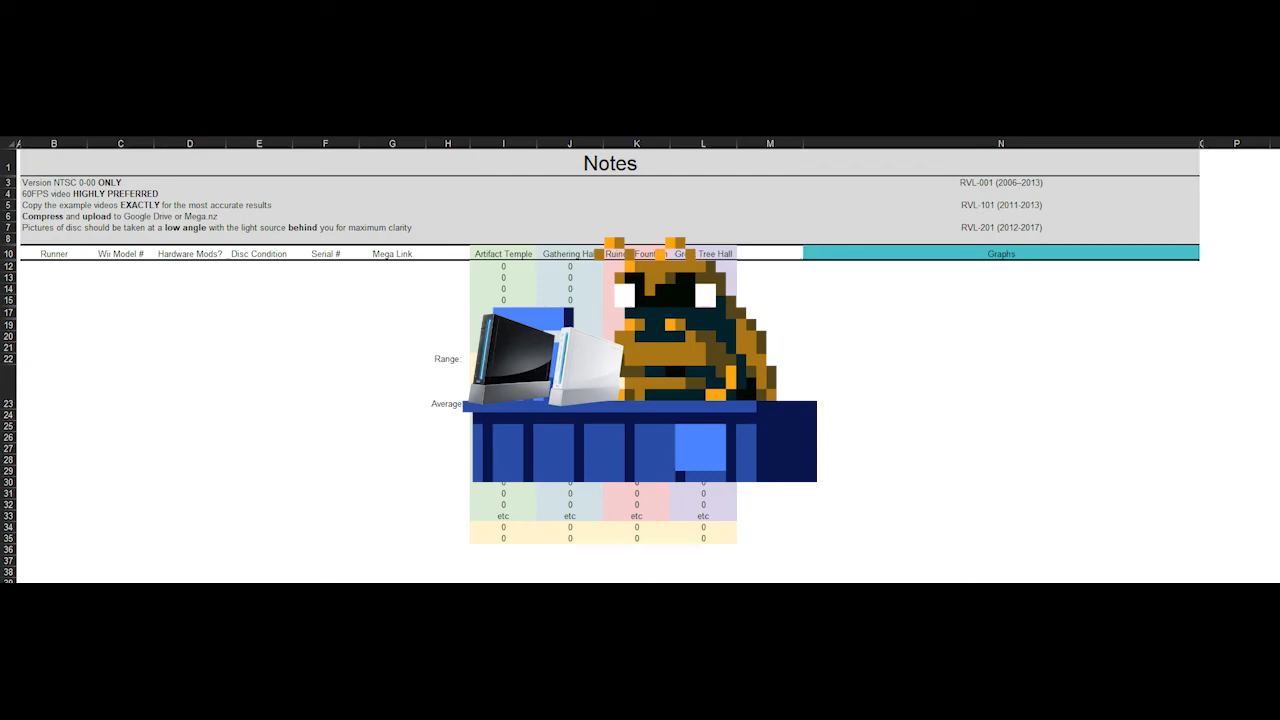 A B C D E F G H I J K L M N C P
1 Notes
3 Version NTSC 0-00 ONLY RVL-001 (2006–2013)
4 60FPS video HIGHLY PREFERRED
5 Copy the example videos EXACTLY for the most accurate results RVL-101 (2011-2013)
6 Compress and upload to Google Drive or Mega.nz
7 Pictures of disc should be taken at a low angle with the light source behind you for maximum clarity RVL-201 (2012-2017)
8
10 Runner Wii Model # Hardware Mods? Disc Condition Serial # Mega Link Artifact Temple Gathering Tree Hall Graphs
12 0 0
13 0 0
14 0 0
15 0 0
17
19
20
21
22 Range:
23 Average
24
25
26
27
28
29
30 0 0 0 0
31 0 0 0 0
32 0 0 0 0
33 etc etc etc etc
34 0 0 0 0
35 0 0 0 0
36
37
38